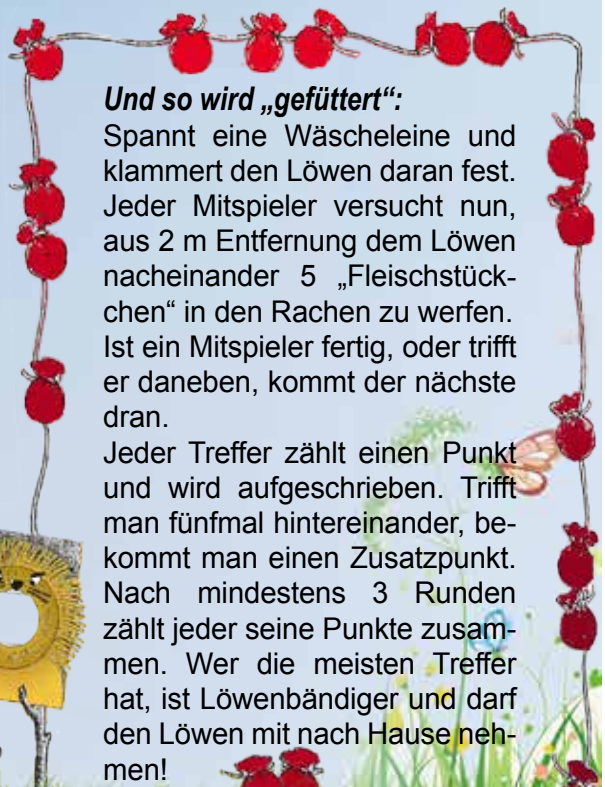 Und so wird „gefüttert“:
Spannt eine Wäscheleine und
klammert den Löwen daran fest.
Jeder Mitspieler versucht nun,
aus 2 m Entfernung dem Löwen
nacheinander 5 „Fleischstück-
chen“ in den Rachen zu werfen.
Ist ein Mitspieler fertig, oder trifft
er daneben, kommt der nächste
dran.
Jeder Treffer zählt einen Punkt
und wird aufgeschrieben. Trifft
man fünfmal hintereinander, be-
kommt man einen Zusatzpunkt.
Nach mindestens 3 Runden
zählt jeder seine Punkte zusam-
men. Wer die meisten Treffer
hat, ist Löwenbändiger und darf
den Löwen mit nach Hause neh-
men!